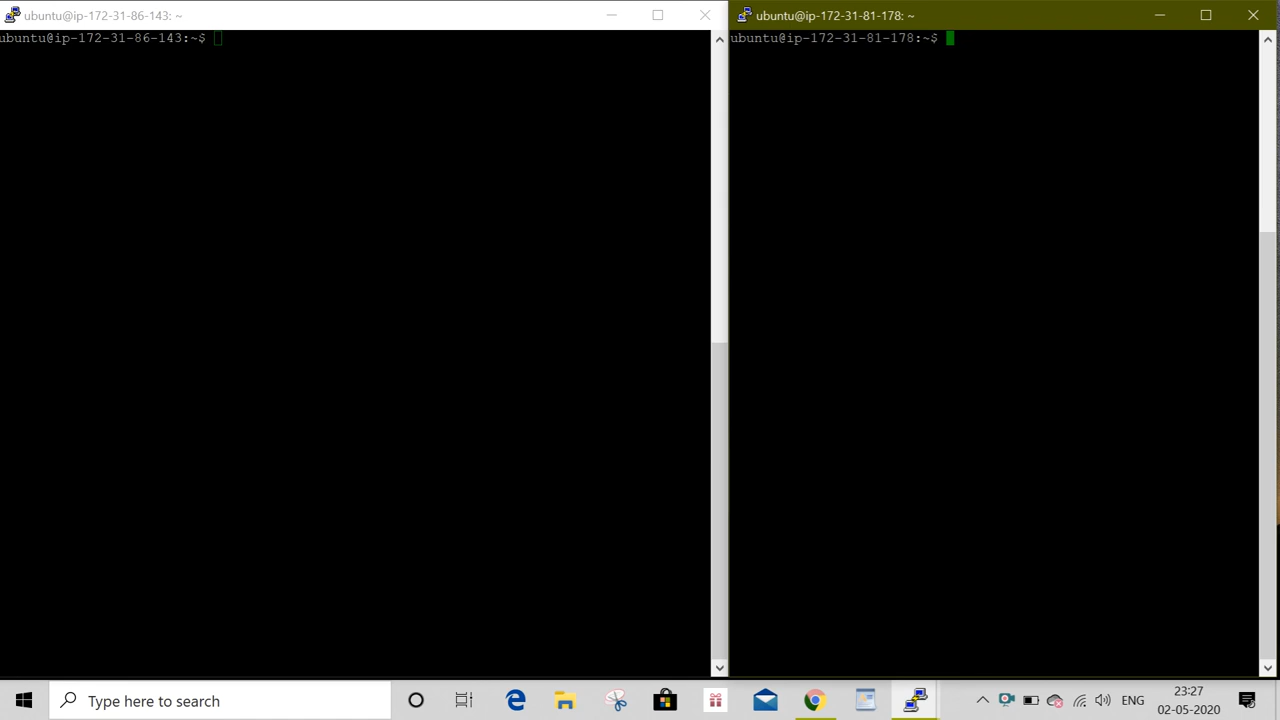 ubuntu@ip-172-31-86-143: ~
ubuntu@ip-172-31-86-143:~$
ubuntu@ip-172-31-81-178: ~
ubuntu@ip-172-31-81-178:~$
Type here to search
ENG
23:27
02-05-2020